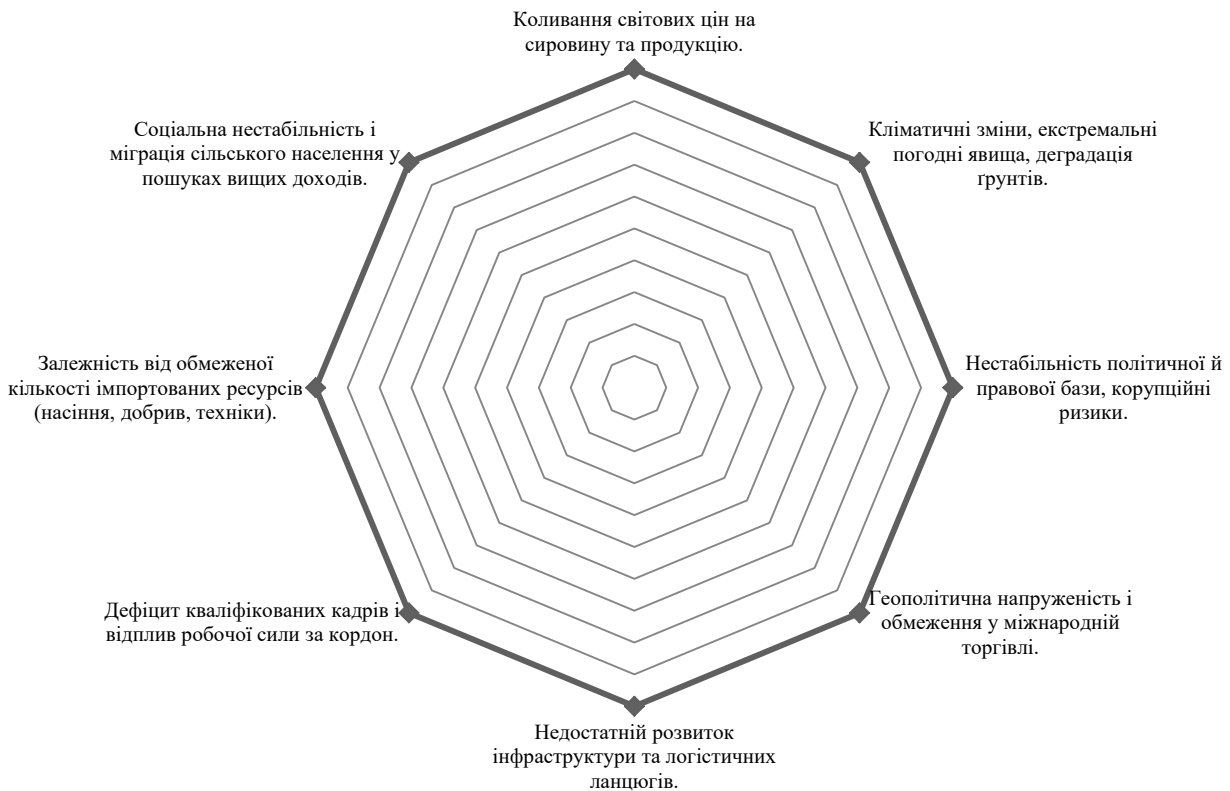 Коливання світових цін на
сировину та продукцію.
Кліматичні зміни, екстремальні
погодні явища, деградація
ґрунтів.
Нестабільність політичної й
правової бази, корупційні
ризики.
Геополітична напруженість і
обмеження у міжнародній
торгівлі.
Недостатній розвиток
інфраструктури та логістичних
ланцюгів.
Дефіцит кваліфікованих кадрів і
відплив робочої сили за кордон.
Залежність від обмеженої
кількості імпортованих ресурсів
(насіння, добрив, техніки).
Соціальна нестабільність і
міграція сільського населення у
пошуках вищих доходів.